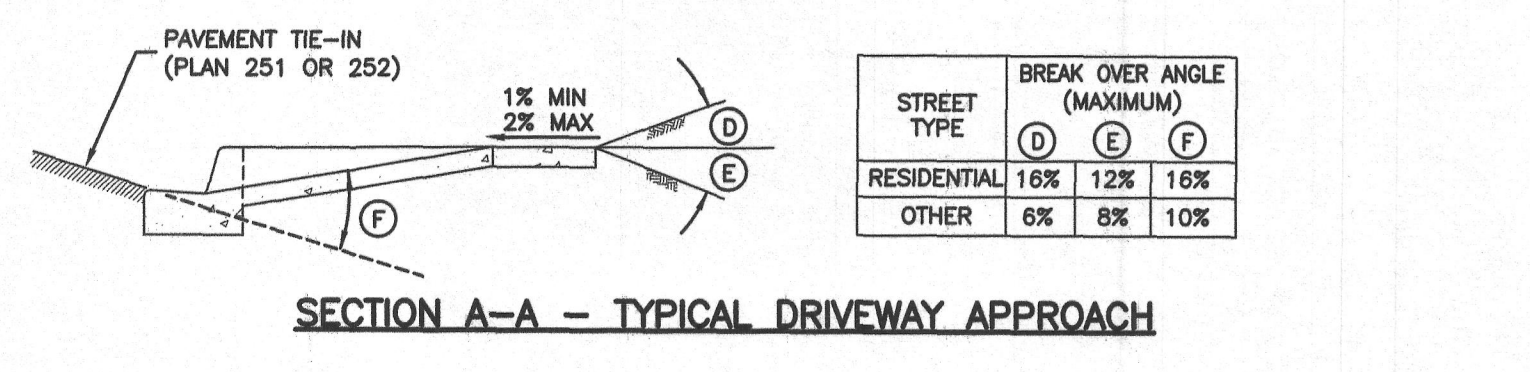 PAVEMENT TIE-IN
(PLAN 251 OR 252)
1% MIN
2% MAX
D
E
F
STREET TYPE
BREAK OVER ANGLE
(MAXIMUM)
D E F
RESIDENTIAL 16% 12% 16%
OTHER 6% 8% 10%
SECTION A-A - TYPICAL DRIVEWAY APPROACH